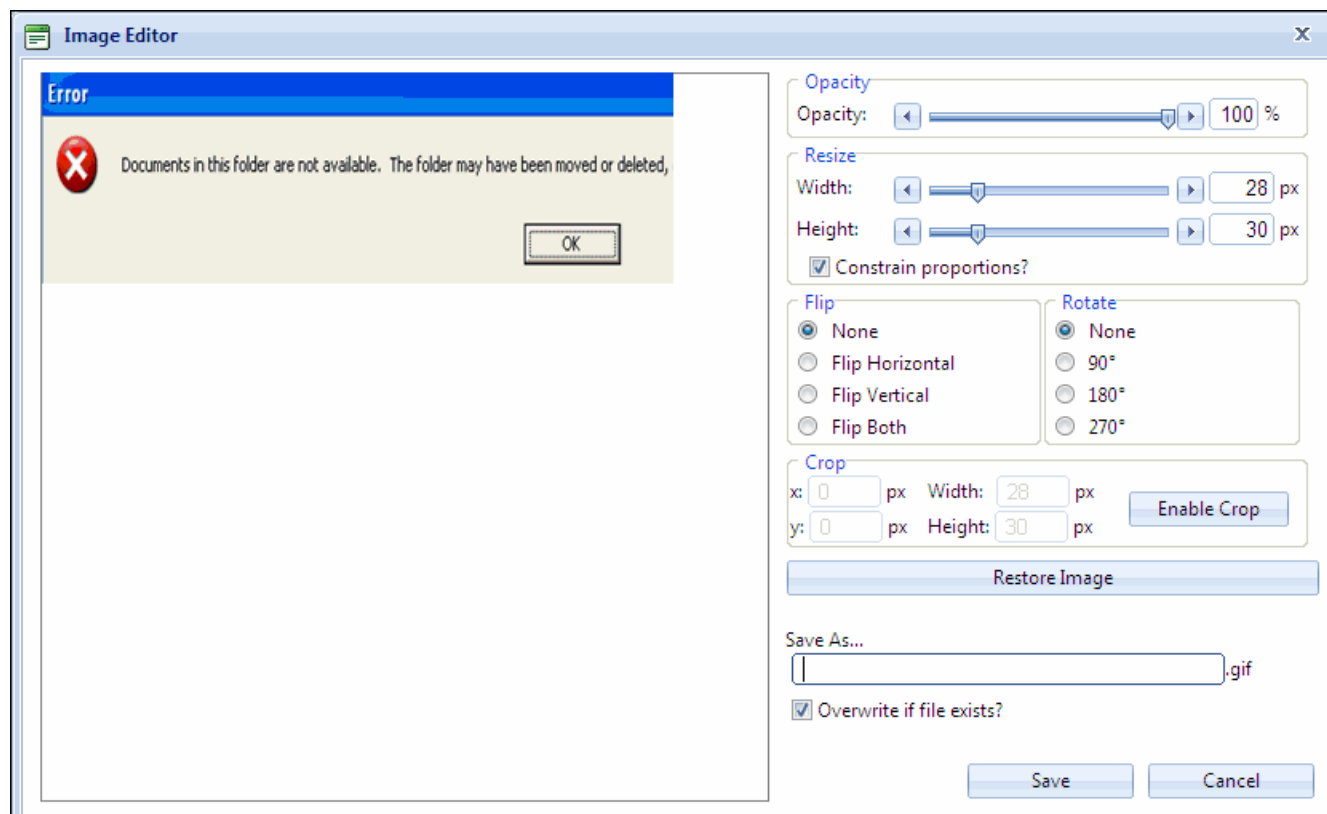 Image Editor
x
Error
Documents in this folder are not available. The folder may have been moved or deleted,
OK
Opacity
Opacity: 100 %
Resize
Width: 28 px
Height: 30 px
Constrain proportions?
Flip
None
Flip Horizontal
Flip Vertical
Flip Both
Rotate
None
90°
180°
270°
Crop
x: 0 px Width: 28 px
y: 0 px Height: 30 px
Enable Crop
Restore Image
Save As...
.gif
Overwrite if file exists?
Save Cancel